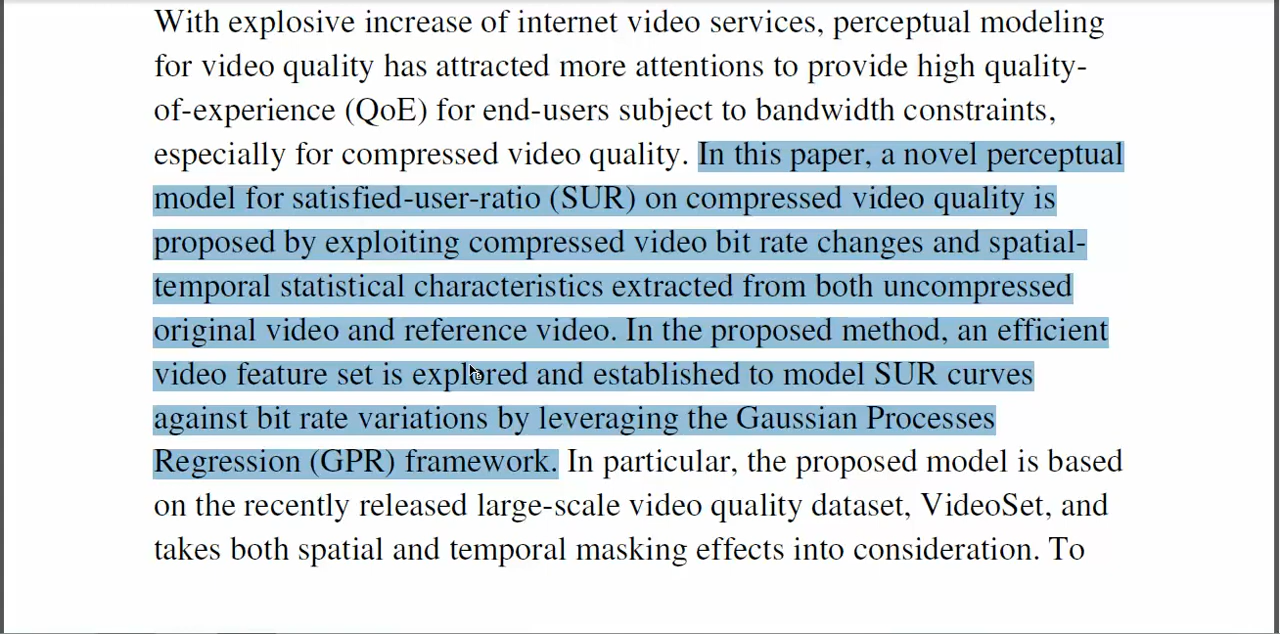 With explosive increase of internet video services, perceptual modeling
for video quality has attracted more attentions to provide high quality-
of-experience (QoE) for end-users subject to bandwidth constraints,
especially for compressed video quality. In this paper, a novel perceptual
model for satisfied-user-ratio (SUR) on compressed video quality is
proposed by exploiting compressed video bit rate changes and spatial-
temporal statistical characteristics extracted from both uncompressed
original video and reference video. In the proposed method, an efficient
video feature set is explored and established to model SUR curves
against bit rate variations by leveraging the Gaussian Processes
Regression (GPR) framework. In particular, the proposed model is based
on the recently released large-scale video quality dataset, VideoSet, and
takes both spatial and temporal masking effects into consideration. To